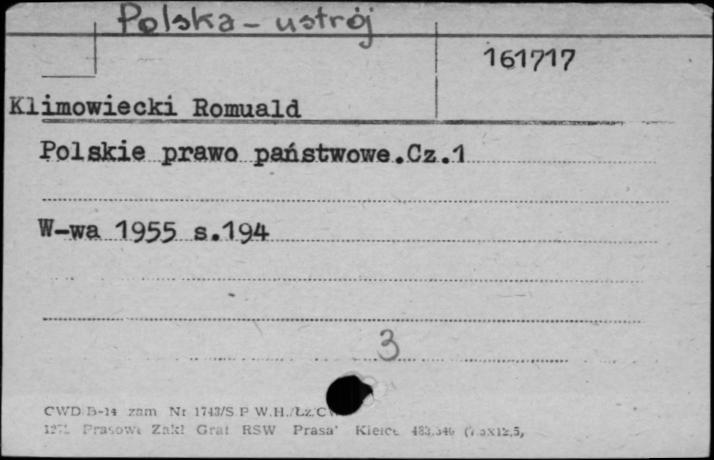 Polska - ustrój
161717
Klimowiecki Romuald
Polskie prawo państwowe.Cz.1
W-wa 1955 s.194
3
CWD B-14 zam Nr 1743/S P W.H./Łz.
Zakł Graf RSW Prasa" Kielce